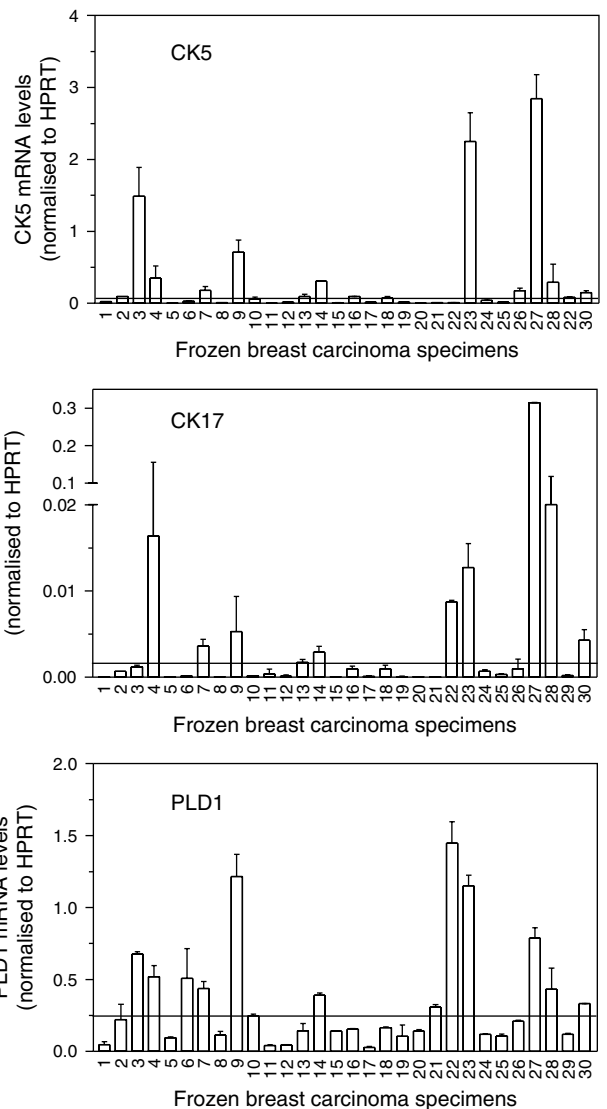 CK5 mRNA levels
(normalised to HPRT)
4
3
2
1
0
CK5
1 2 3 4 5 6 7 8 9 10 11 12 13 14 15 16 17 18 19 20 21 22 23 24 25 26 27 28 22 30
Frozen breast carcinoma specimens
(normalised to HPRT)
0.3
0.2
0.1
0.02
0.01
0.00
CK17
1 2 3 4 5 6 7 8 9 10 11 12 13 14 15 16 17 18 19 20 21 22 23 24 25 26 27 28 29 30
Frozen breast carcinoma specimens
mRNA levels
(normalised to HPRT)
2.0
1.5
1.0
0.5
0.0
PLD1
1 2 3 4 5 6 7 8 9 10 11 12 13 14 15 16 17 18 19 20 21 22 23 24 25 26 27 28 29 30
Frozen breast carcinoma specimens